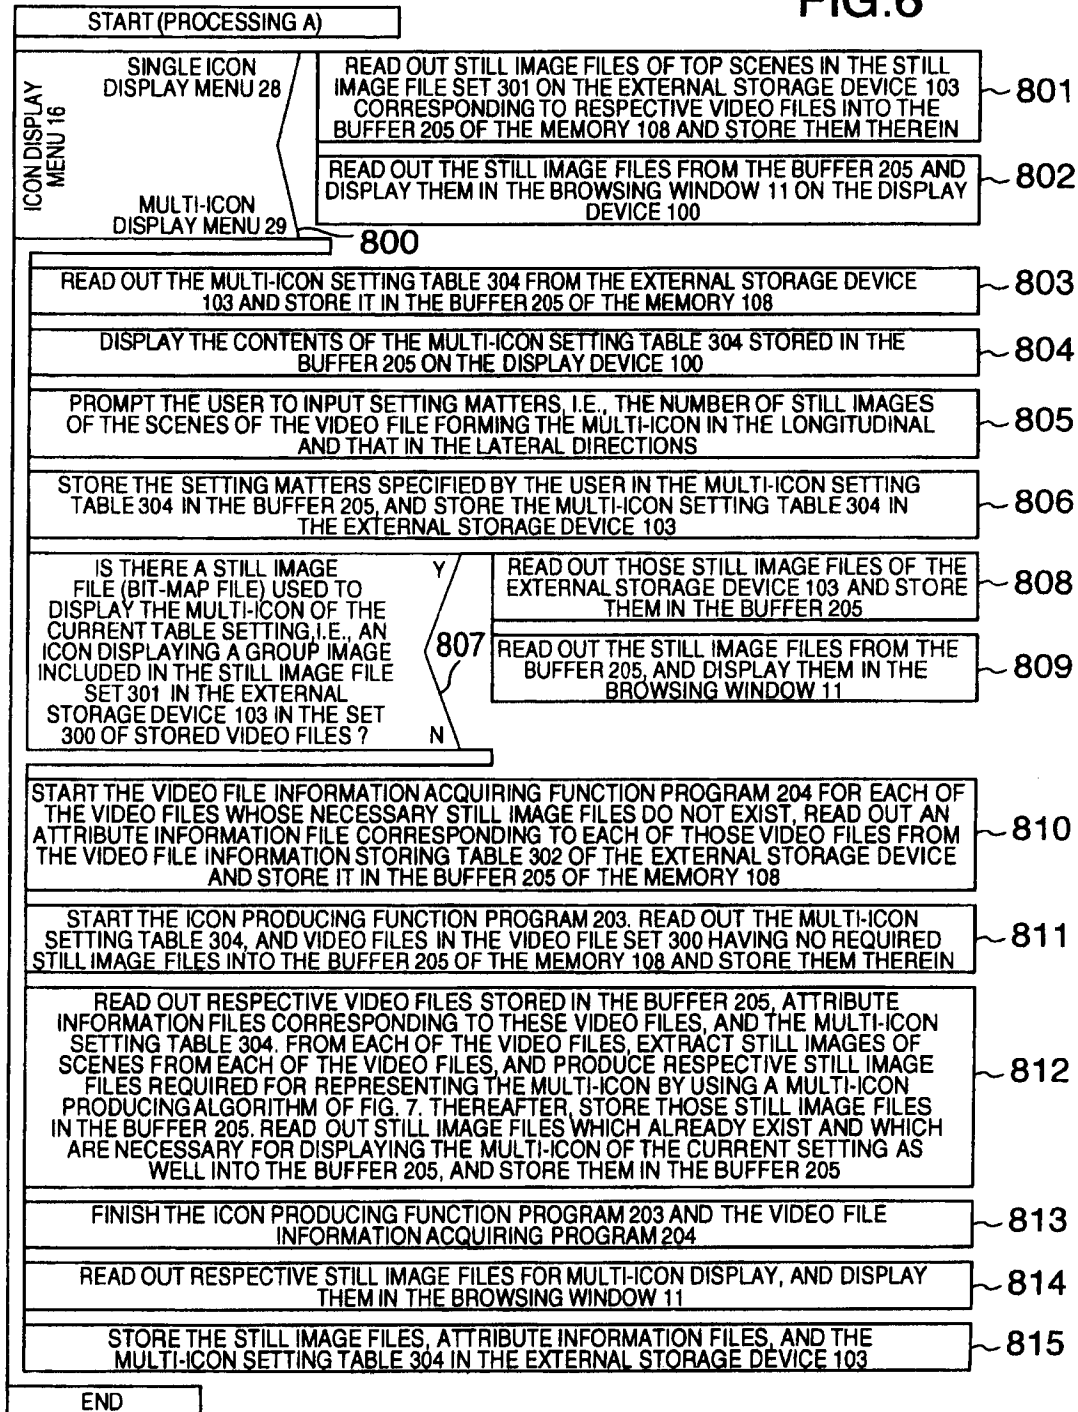 FIG.6
START (PROCESSING A)
ICON DISPLAY
MENU 16
SINGLE ICON
DISPLAY MENU 28
MULTI-ICON
DISPLAY MENU 29
800
READ OUT STILL IMAGE FILES OF TOP SCENES IN THE STILL
IMAGE FILE SET 301 ON THE EXTERNAL STORAGE DEVICE 103
CORRESPONDING TO RESPECTIVE VIDEO FILES INTO THE
BUFFER 205 OF THE MEMORY 108 AND STORE THEM THEREIN
801
READ OUT THE STILL IMAGE FILES FROM THE BUFFER 205 AND
DISPLAY THEM IN THE BROWSING WINDOW 11 ON THE DISPLAY
DEVICE 100
802
READ OUT THE MULTI-ICON SETTING TABLE 304 FROM THE EXTERNAL STORAGE DEVICE
103 AND STORE IT IN THE BUFFER 205 OF THE MEMORY 108
803
DISPLAY THE CONTENTS OF THE MULTI-ICON SETTING TABLE 304 STORED IN THE
BUFFER 205 ON THE DISPLAY DEVICE 100
804
PROMPT THE USER TO INPUT SETTING MATTERS, I.E., THE NUMBER OF STILL IMAGES
OF THE SCENES OF THE VIDEO FILE FORMING THE MULTI-ICON IN THE LONGITUDINAL
AND THAT IN THE LATERAL DIRECTIONS
805
STORE THE SETTING MATTERS SPECIFIED BY THE USER IN THE MULTI-ICON SETTING
TABLE 304 IN THE BUFFER 205, AND STORE THE MULTI-ICON SETTING TABLE 304 IN
THE EXTERNAL STORAGE DEVICE 103
806
IS THERE A STILL IMAGE
FILE (BIT-MAP FILE) USED TO
DISPLAY THE MULTI-ICON OF THE
CURRENT TABLE SETTING,I.E., AN
ICON DISPLAYING A GROUP IMAGE
INCLUDED IN THE STILL IMAGE FILE
SET 301 IN THE EXTERNAL
STORAGE DEVICE 103 IN THE SET
300 OF STORED VIDEO FILES ?
Y
N
807
READ OUT THOSE STILL IMAGE FILES OF THE
EXTERNAL STORAGE DEVICE 103 AND STORE
THEM IN THE BUFFER 205
808
READ OUT THE STILL IMAGE FILES FROM THE
BUFFER 205, AND DISPLAY THEM IN THE
BROWSING WINDOW 11
809
START THE VIDEO FILE INFORMATION ACQUIRING FUNCTION PROGRAM 204 FOR EACH OF
THE VIDEO FILES WHOSE NECESSARY STILL IMAGE FILES DO NOT EXIST, READ OUT AN
ATTRIBUTE INFORMATION FILE CORRESPONDING TO EACH OF THOSE VIDEO FILES FROM
THE VIDEO FILE INFORMATION STORING TABLE 302 OF THE EXTERNAL STORAGE DEVICE
AND STORE IT IN THE BUFFER 205 OF THE MEMORY 108
810
START THE ICON PRODUCING FUNCTION PROGRAM 203. READ OUT THE MULTI-ICON
SETTING TABLE 304, AND VIDEO FILES IN THE VIDEO FILE SET 300 HAVING NO REQUIRED
STILL IMAGE FILES INTO THE BUFFER 205 OF THE MEMORY 108 AND STORE THEM THEREIN
811
READ OUT RESPECTIVE VIDEO FILES STORED IN THE BUFFER 205, ATTRIBUTE
INFORMATION FILES CORRESPONDING TO THESE VIDEO FILES, AND THE MULTI-ICON
SETTING TABLE 304. FROM EACH OF THE VIDEO FILES, EXTRACT STILL IMAGES OF
SCENES FROM EACH OF THE VIDEO FILES, AND PRODUCE RESPECTIVE STILL IMAGE
FILES REQUIRED FOR REPRESENTING THE MULTI-ICON BY USING A MULTI-ICON
PRODUCING ALGORITHM OF FIG. 7. THEREAFTER, STORE THOSE STILL IMAGE FILES
IN THE BUFFER 205. READ OUT STILL IMAGE FILES WHICH ALREADY EXIST AND WHICH
ARE NECESSARY FOR DISPLAYING THE MULTI-ICON OF THE CURRENT SETTING AS
WELL INTO THE BUFFER 205, AND STORE THEM IN THE BUFFER 205
812
FINISH THE ICON PRODUCING FUNCTION PROGRAM 203 AND THE VIDEO FILE
INFORMATION ACQUIRING PROGRAM 204
813
READ OUT RESPECTIVE STILL IMAGE FILES FOR MULTI-ICON DISPLAY, AND DISPLAY
THEM IN THE BROWSING WINDOW 11
814
STORE THE STILL IMAGE FILES, ATTRIBUTE INFORMATION FILES, AND THE
MULTI-ICON SETTING TABLE 304 IN THE EXTERNAL STORAGE DEVICE 103
815
END